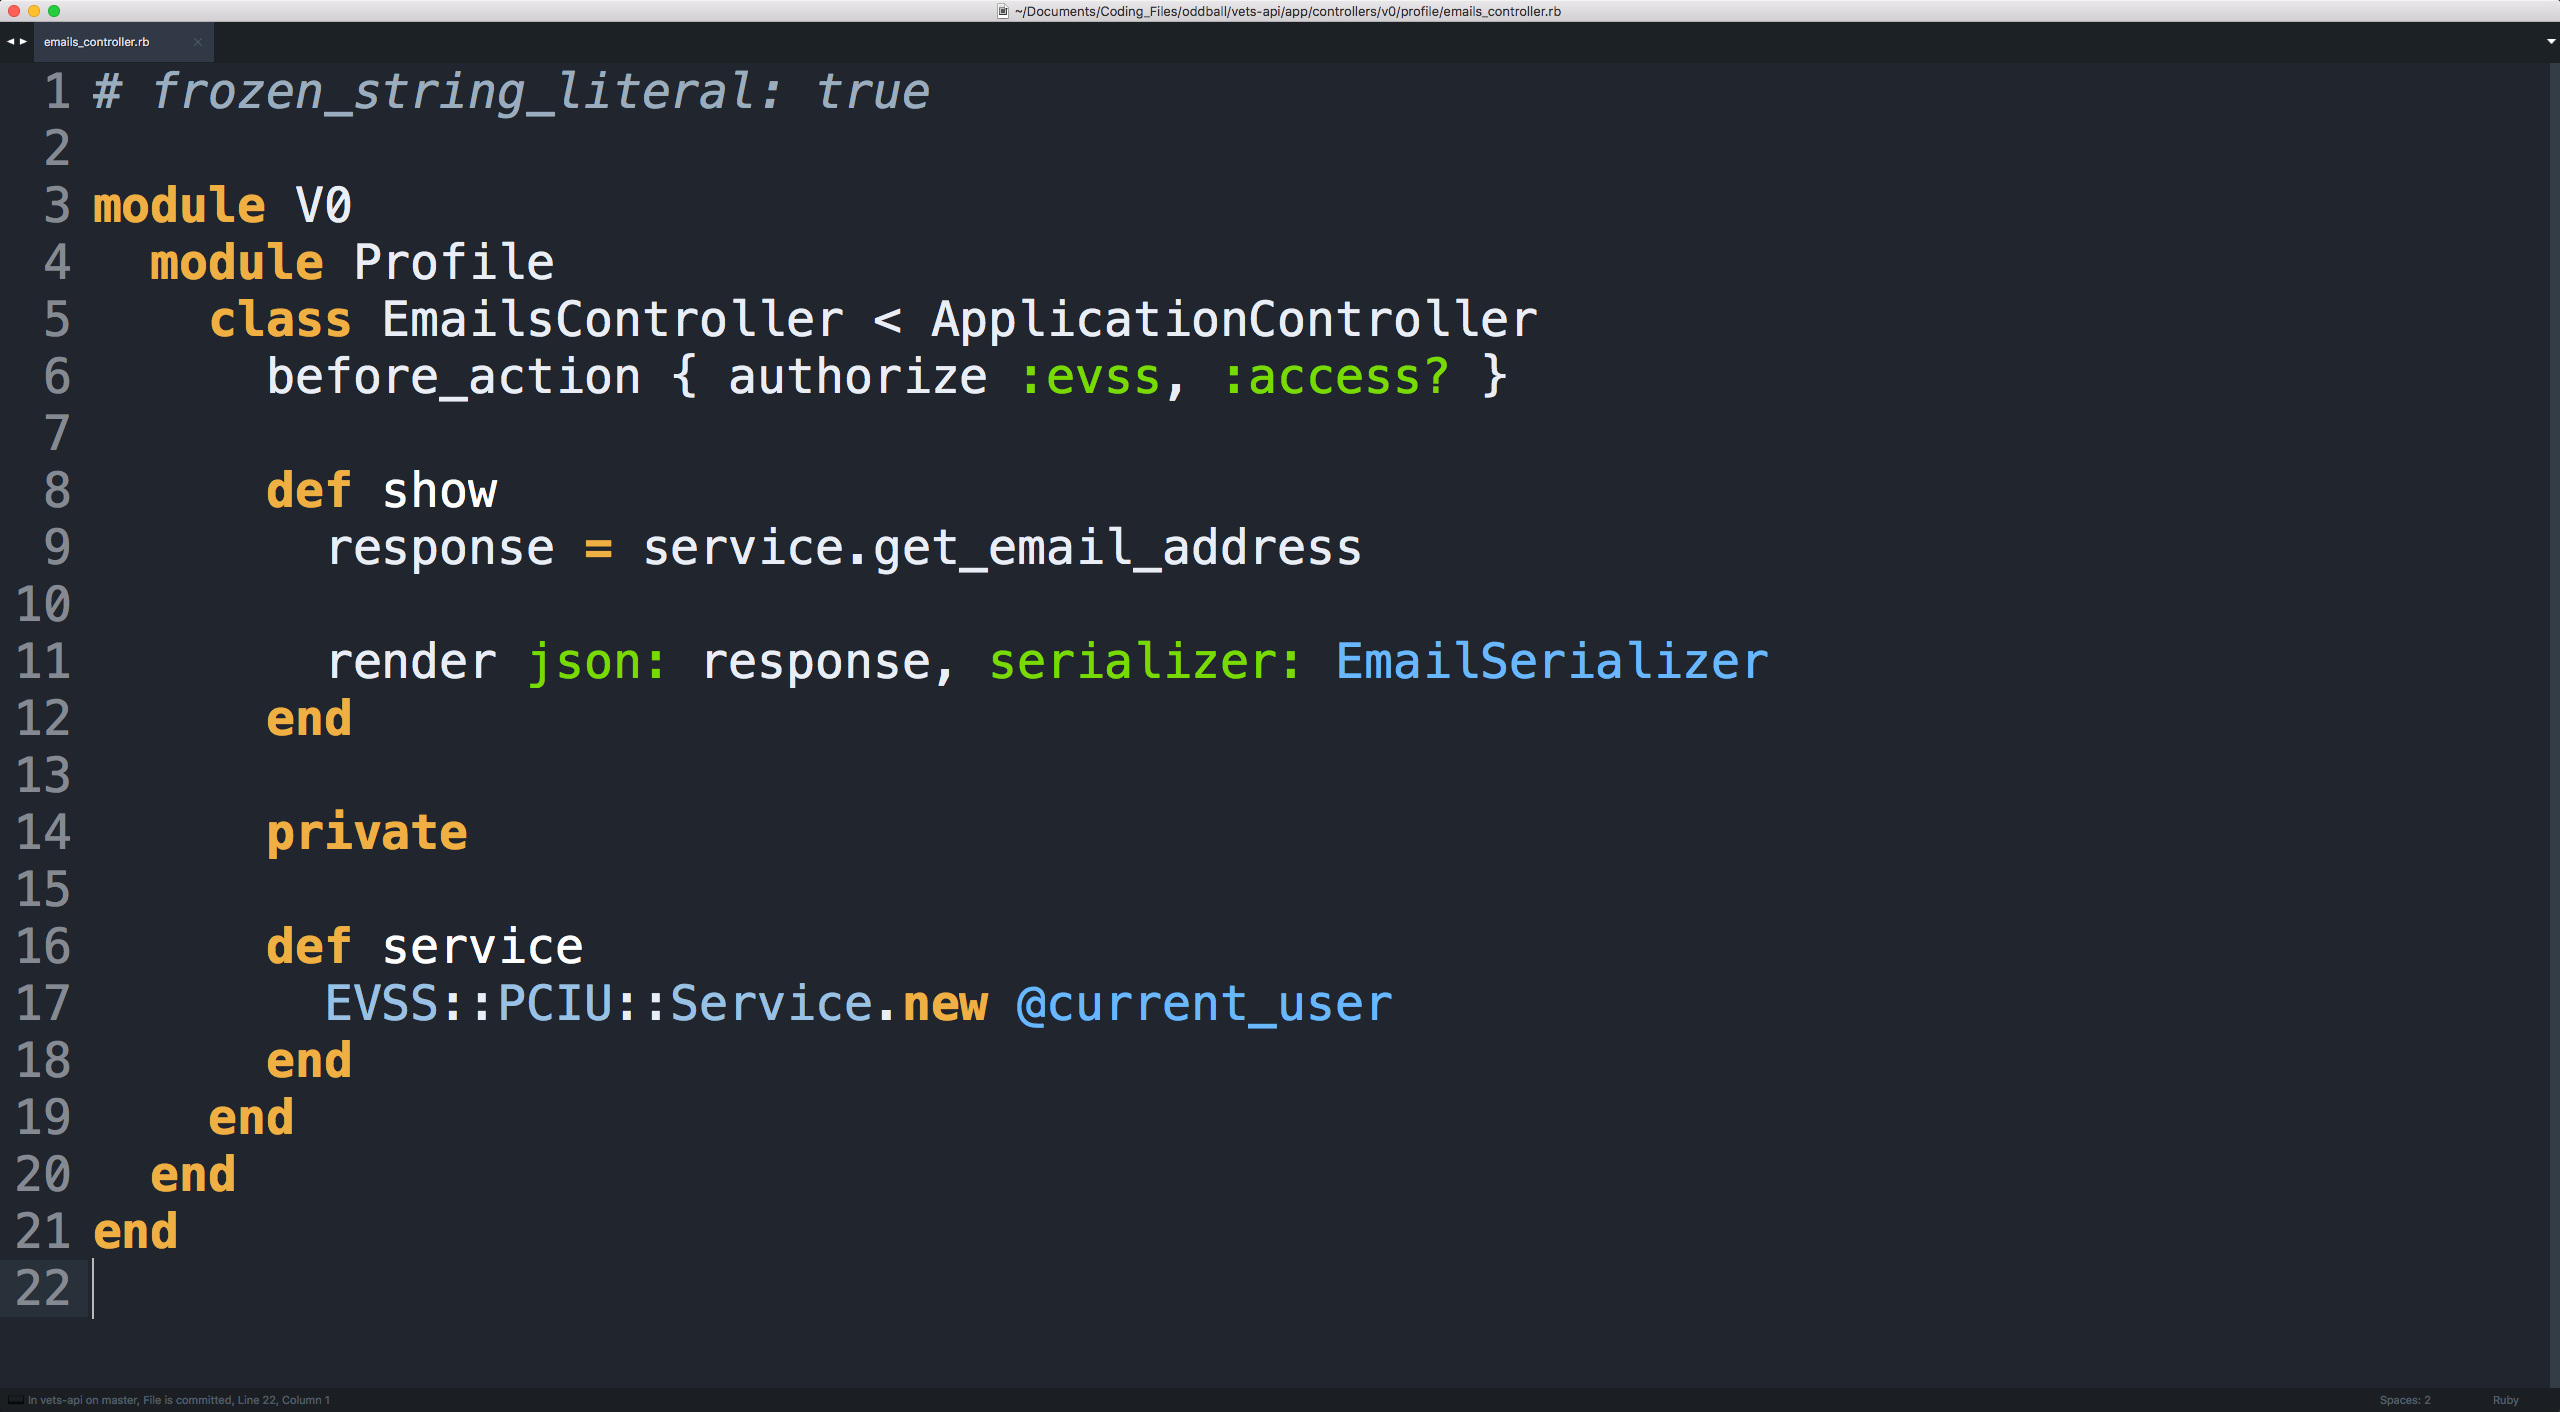 ~/Documents/Coding_Files/oddball/vets-api/app/controllers/v0/profile/emails_controller.rb
emails_controller.rb ×
1 # frozen_string_literal: true
2
3 module V0
4   module Profile
5     class EmailsController < ApplicationController
6       before_action { authorize :evss, :access? }
7
8       def show
9         response = service.get_email_address
10
11         render json: response, serializer: EmailSerializer
12       end
13
14       private
15
16       def service
17         EVSS::PCIU::Service.new @current_user
18       end
19     end
20   end
21 end
22
In vets-api on master, File is committed, Line 22, Column 1 Spaces: 2 Ruby